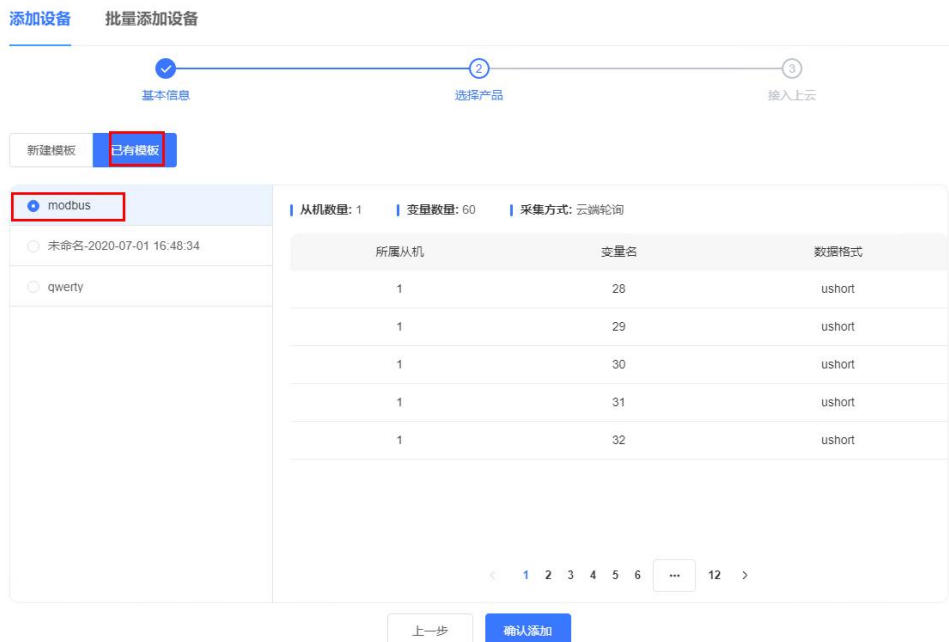 添加设备 批量添加设备
2 3
基本信息 选择产品 接入上云
新建模板 已有模板
modbus
未命名-2020-07-01 16:48:34
qwerty
从机数量: 1 变量数量: 60 采集方式: 云端轮询
所属从机 变量名 数据格式
1 28 ushort
1 29 ushort
1 30 ushort
1 31 ushort
1 32 ushort
< 1 2 3 4 5 6 ••• 12 >
上一步 确认添加